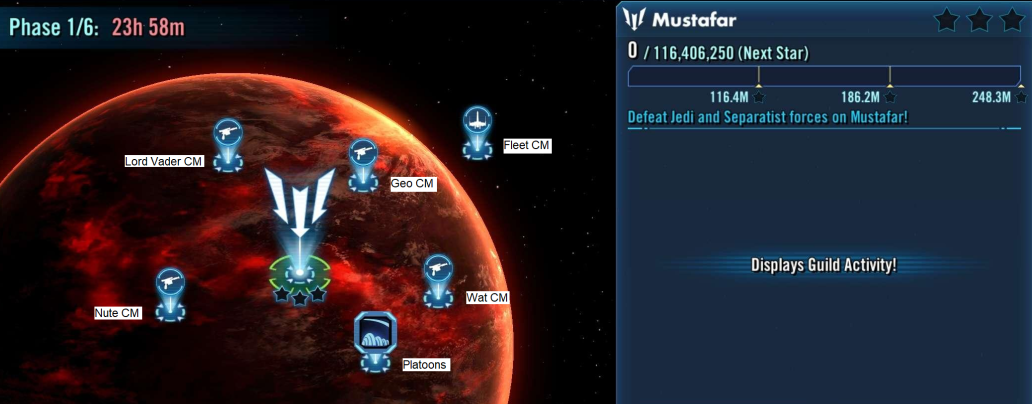 Phase 1/6: 23h 58m
Lord Vader CM
Geo CM
Fleet CM
Nute CM
Wat CM
Platoons
Mustafar
0 / 116,406,250 (Next Star)
116.4M 186.2M 248.3M
Defeat Jedi and Separatist forces on Mustafar!
Displays Guild Activity!